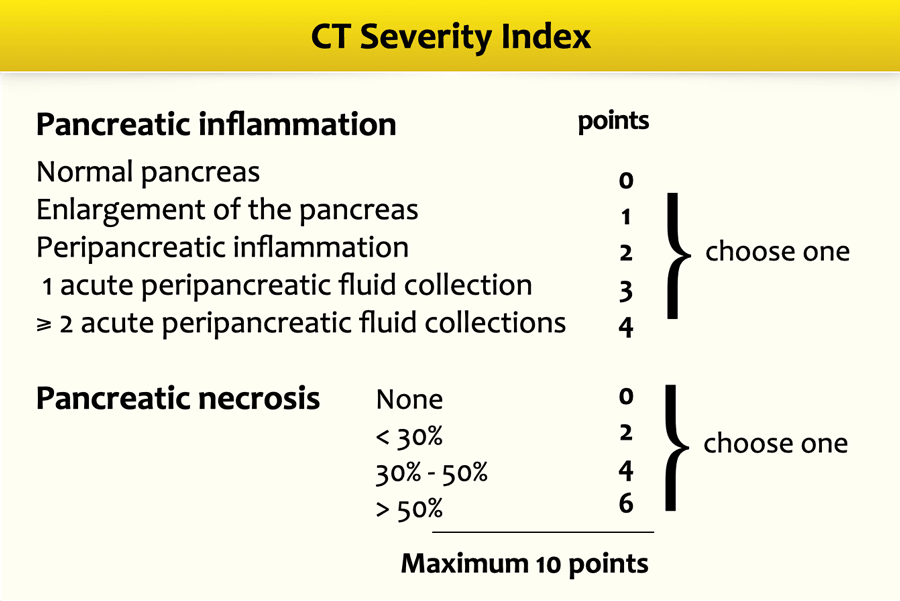 CT Severity Index
Pancreatic inflammation points
Normal pancreas 0
Enlargement of the pancreas 1
Peripancreatic inflammation 2 choose one
1 acute peripancreatic fluid collection 3
⩾ 2 acute peripancreatic fluid collections 4
Pancreatic necrosis None 0
< 30% 2 choose one
30% - 50% 4
> 50% 6
Maximum 10 points